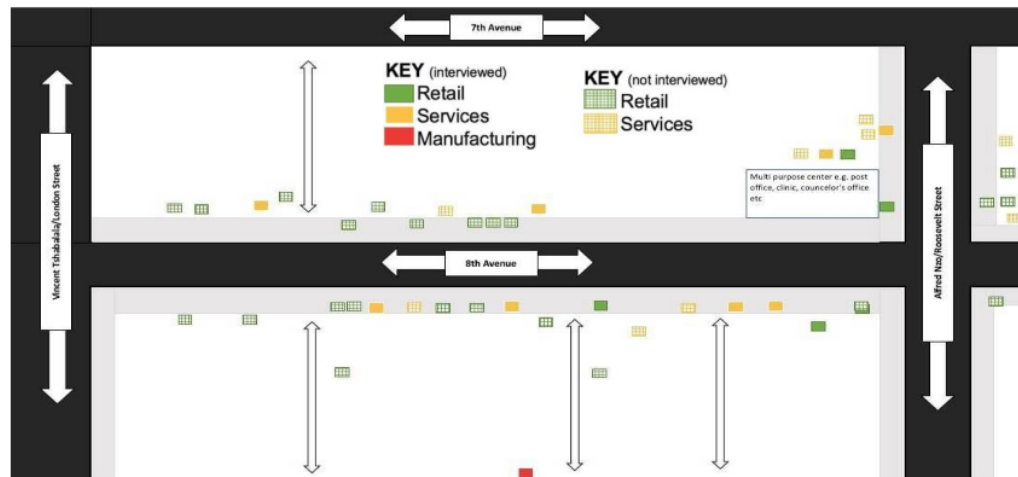 7th Avenue
KEY (interviewed)
Retail
Services
Manufacturing
KEY (not interviewed)
Retail
Services
Vincent Tshabalala/London Street
Multi purpose center e.g. post
office, clinic, councelor's office
etc
Alfred Nzo/Roosevelt Street
8th Avenue